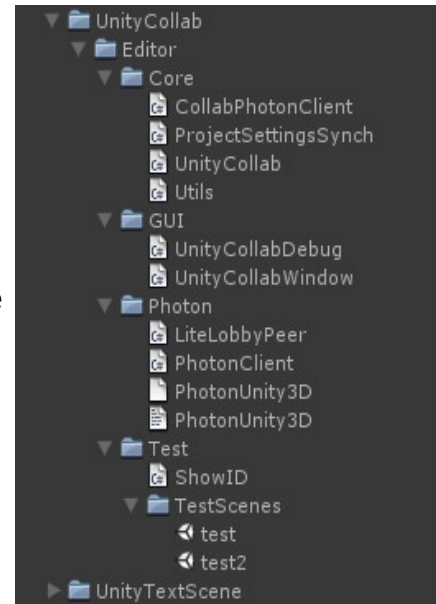 UnityCollab
Editor
Core
CollabPhotonClient
ProjectSettingsSynch
UnityCollab
Utils
GUI
UnityCollabDebug
UnityCollabWindow
Photon
LiteLobbyPeer
PhotonClient
PhotonUnity3D
PhotonUnity3D
Test
ShowID
TestScenes
test
test2
UnityTextScene